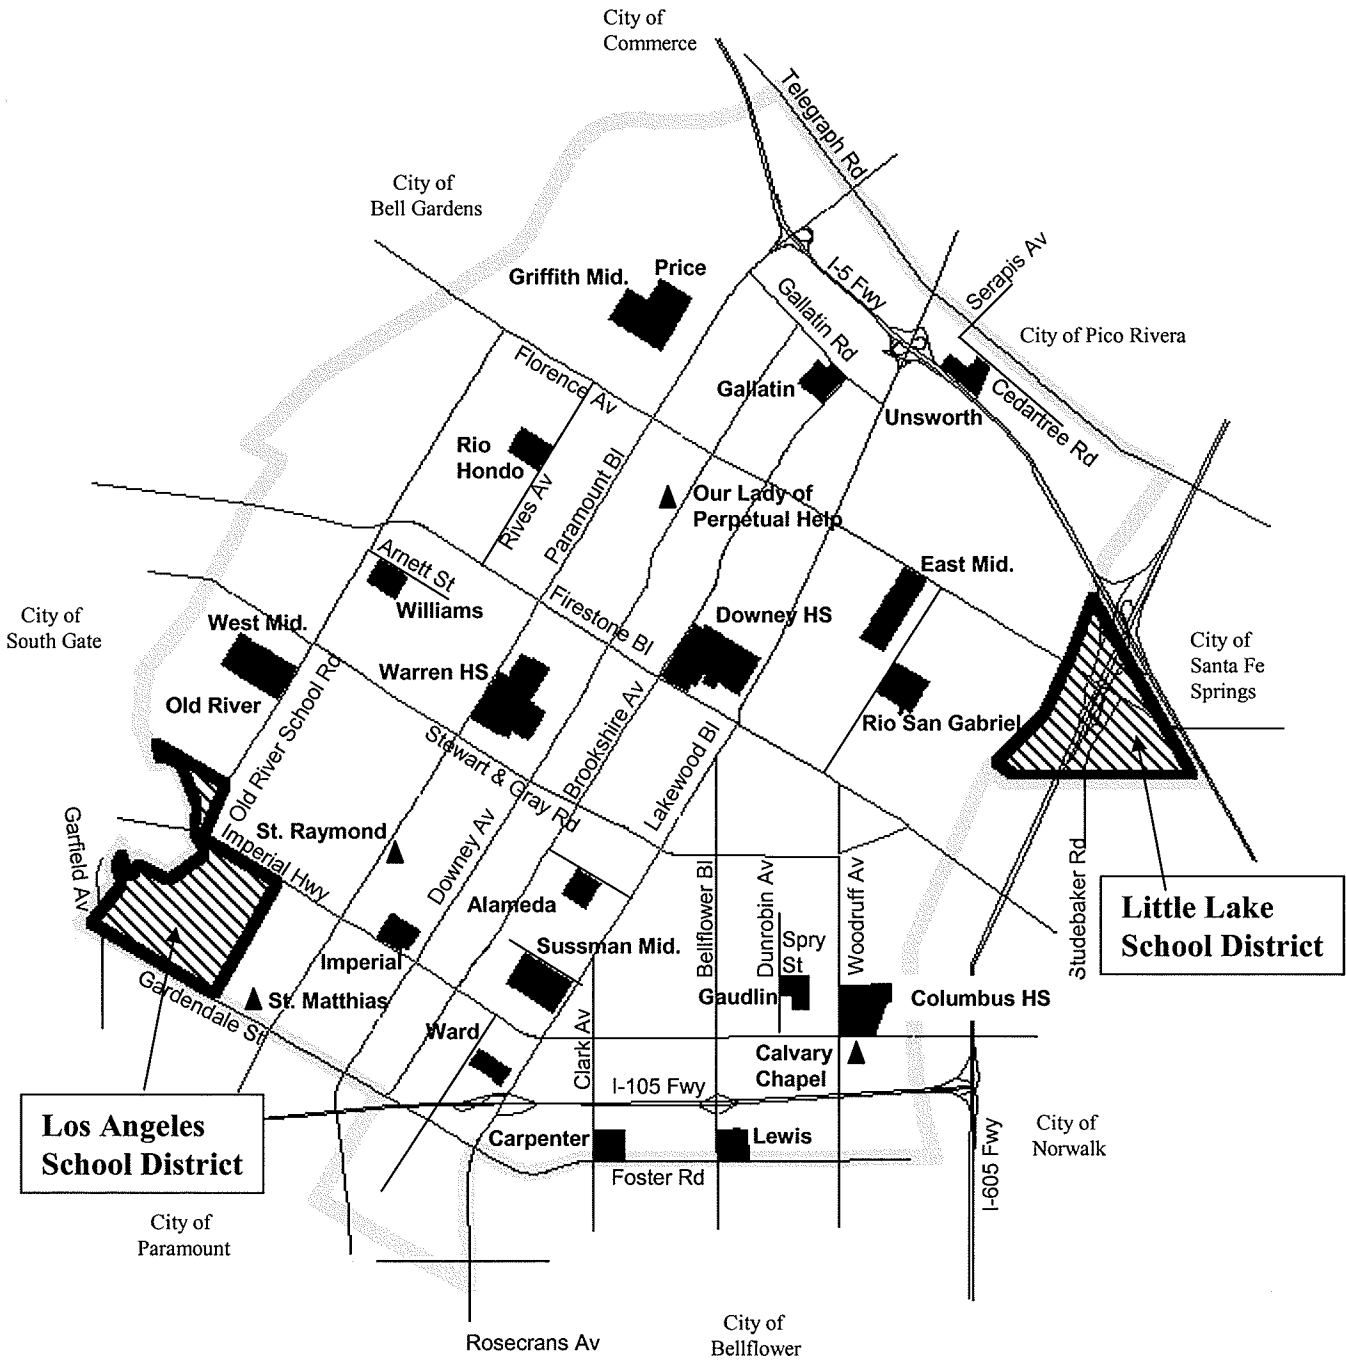 City of
Commerce
Telegraph Rd
City of
Bell Gardens
Serapis Av
I-5 Fwy
Griffith Mid.
Price
Gallatin Rd
City of Pico Rivera
Florence Av
Gallatin
Unsworth
Cedartree Rd
Rio
Hondo
Paramount Bl
Rives Av
Our Lady of
Perpetual Help
Arnett St
East Mid.
Williams
Firestone Bl
Downey HS
City of
South Gate
West Mid.
City of
Santa Fe
Springs
Warren HS
Old River
Old River School Rd
Rio San Gabriel
Brookshire Av
Stewart & Gray Rd
Lakewood Bl
Garfield Av
Imperial Hwy
St. Raymond
Downey Av
Alameda
Bellflower Bl
Dunrobin Av
Woodruff Av
Studebaker Rd
Little Lake
School District
Imperial
Sussman Mid.
Spry
St
Gaudlin
Columbus HS
Gardendale St
St. Matthias
Ward
Clark Av
Calvary
Chapel
I-105 Fwy
Los Angeles
School District
Carpenter
Lewis
Foster Rd
I-605 Fwy
City of
Norwalk
City of
Paramount
Rosecrans Av
City of
Bellflower